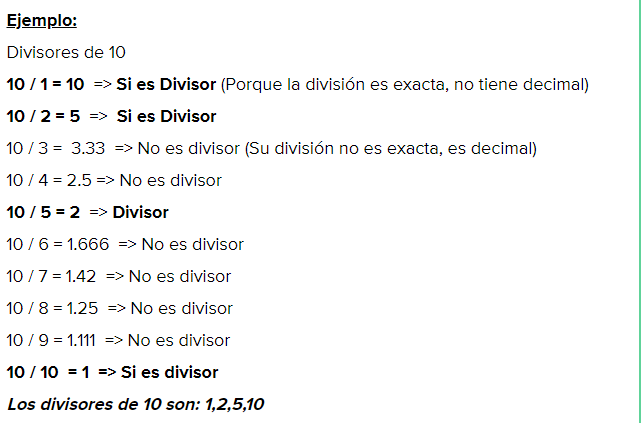 Ejemplo:
Divisores de 10
10 / 1 = 10 => Si es Divisor (Porque la división es exacta, no tiene decimal)
10 / 2 = 5 => Si es Divisor
10 / 3 = 3.33 => No es divisor (Su división no es exacta, es decimal)
10 / 4 = 2.5 => No es divisor
10 / 5 = 2 => Divisor
10 / 6 = 1.666 => No es divisor
10 / 7 = 1.42 => No es divisor
10 / 8 = 1.25 => No es divisor
10 / 9 = 1.111 => No es divisor
10 / 10 = 1 => Si es divisor
Los divisores de 10 son: 1,2,5,10